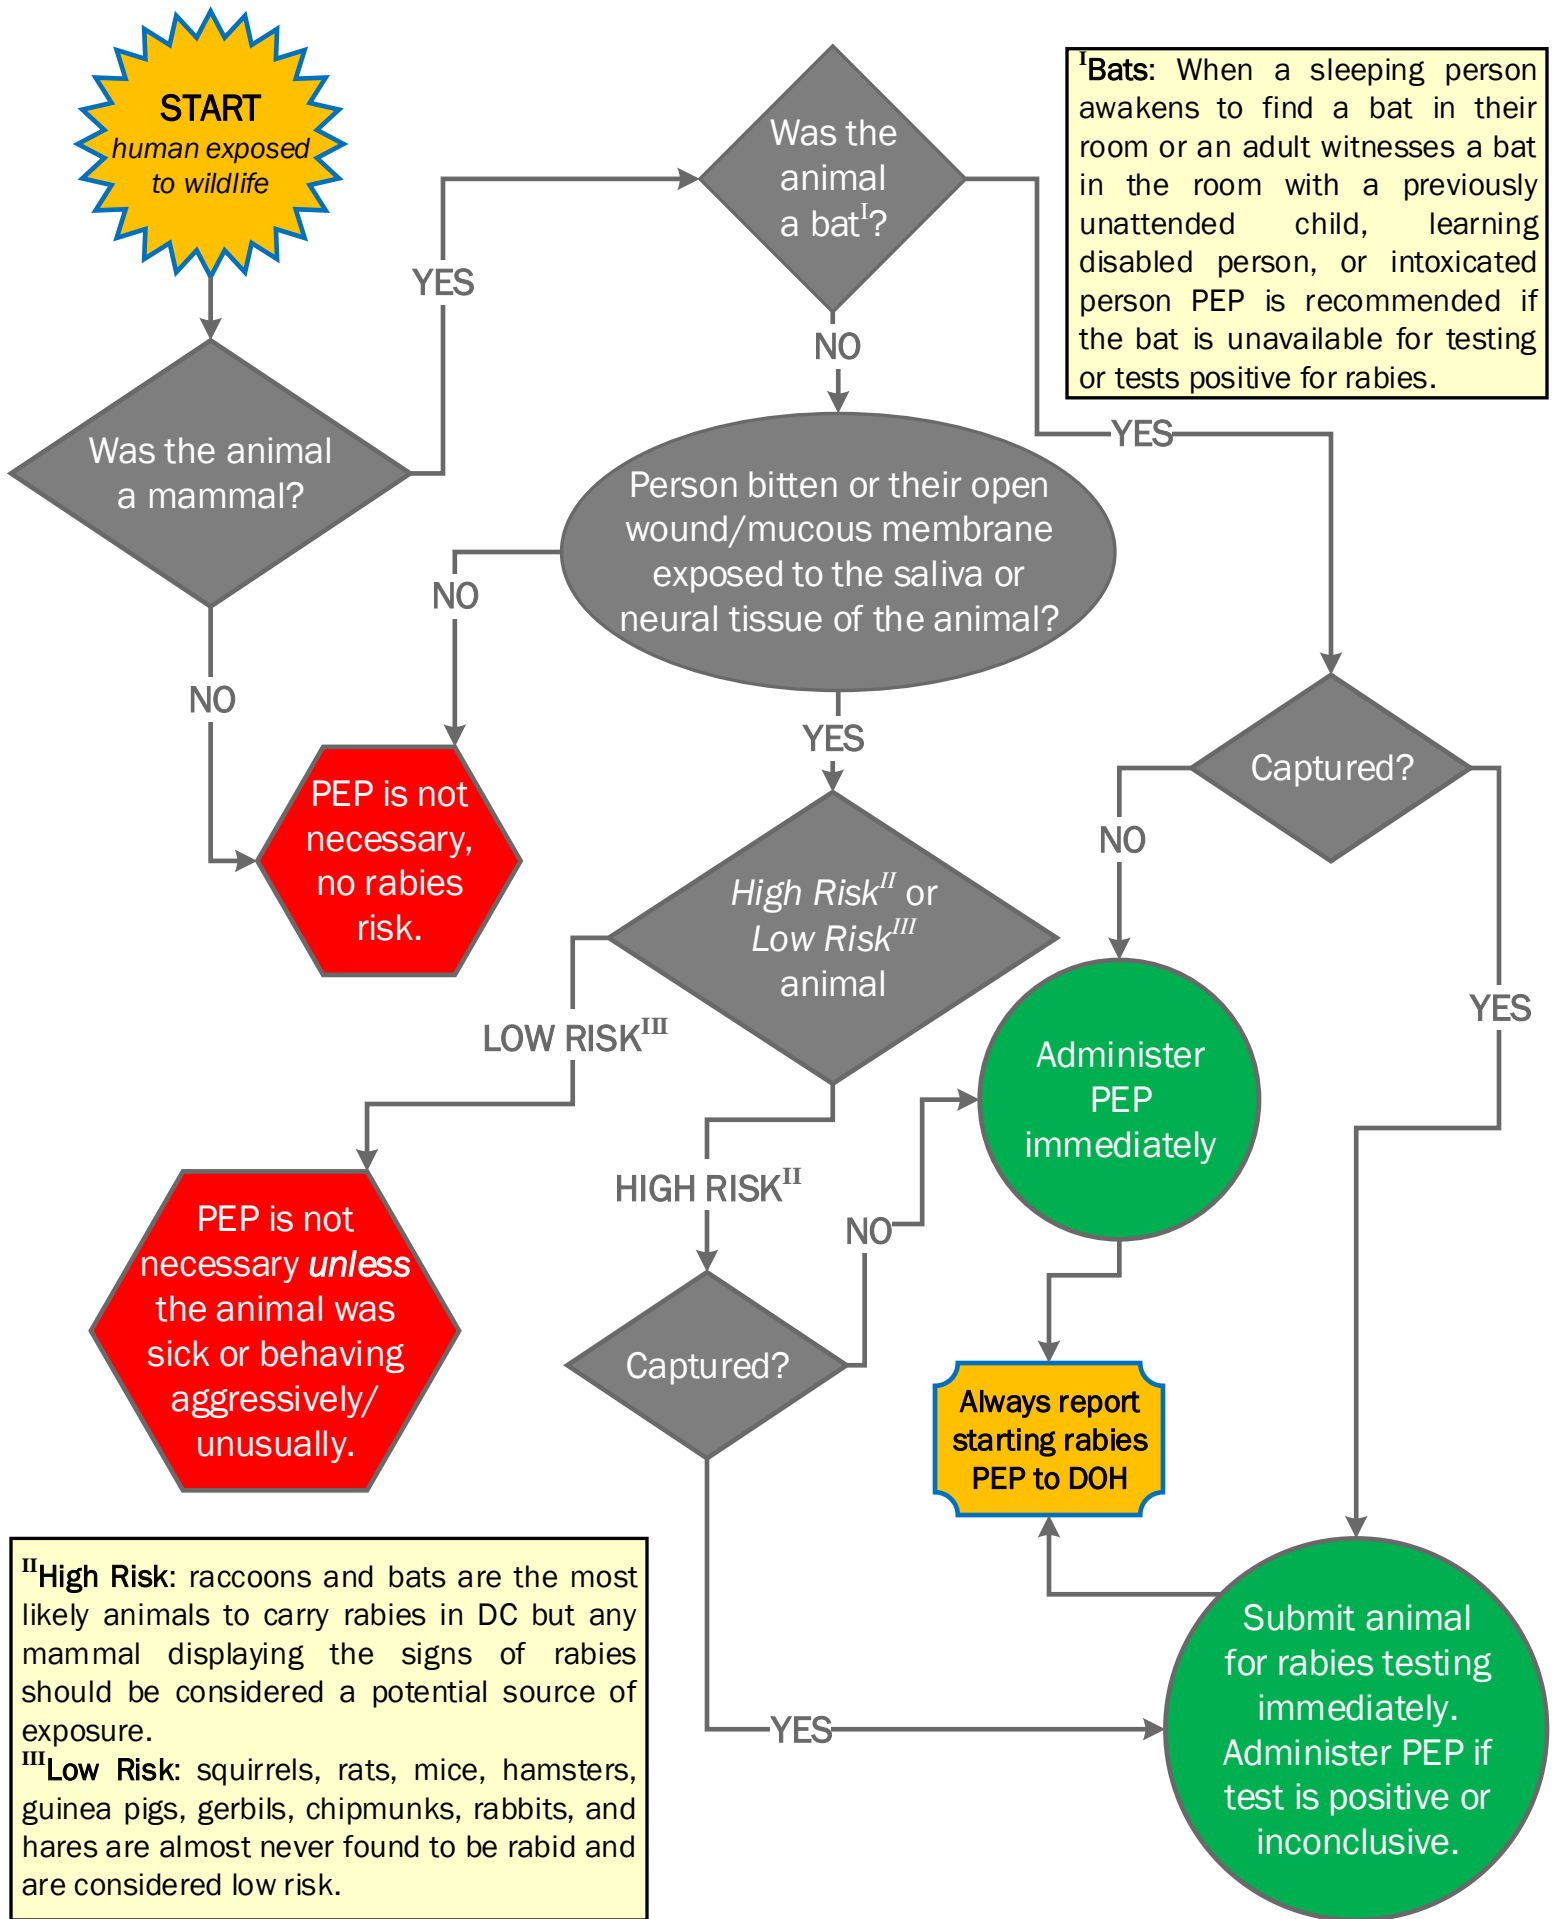 START
human exposed
to wildlife
Was the
animal
a bat^I?
^IBats: When a sleeping person
awakens to find a bat in their
room or an adult witnesses a bat
in the room with a previously
unattended child, learning
disabled person, or intoxicated
person PEP is recommended if
the bat is unavailable for testing
or tests positive for rabies.
YES
NO
YES
Was the animal
a mammal?
Person bitten or their open
wound/mucous membrane
exposed to the saliva or
neural tissue of the animal?
NO
NO
YES
Captured?
PEP is not
necessary,
no rabies
risk.
NO
High Risk^II or
Low Risk^III
animal
YES
LOW RISK^III
Administer
PEP
immediately
HIGH RISK^II
NO
PEP is not
necessary unless
the animal was
sick or behaving
aggressively/
unusually.
Captured?
Always report
starting rabies
PEP to DOH
YES
Submit animal
for rabies testing
immediately.
Administer PEP if
test is positive or
inconclusive.
^IIHigh Risk: raccoons and bats are the most
likely animals to carry rabies in DC but any
mammal displaying the signs of rabies
should be considered a potential source of
exposure.
^IIILow Risk: squirrels, rats, mice, hamsters,
guinea pigs, gerbils, chipmunks, rabbits, and
hares are almost never found to be rabid and
are considered low risk.